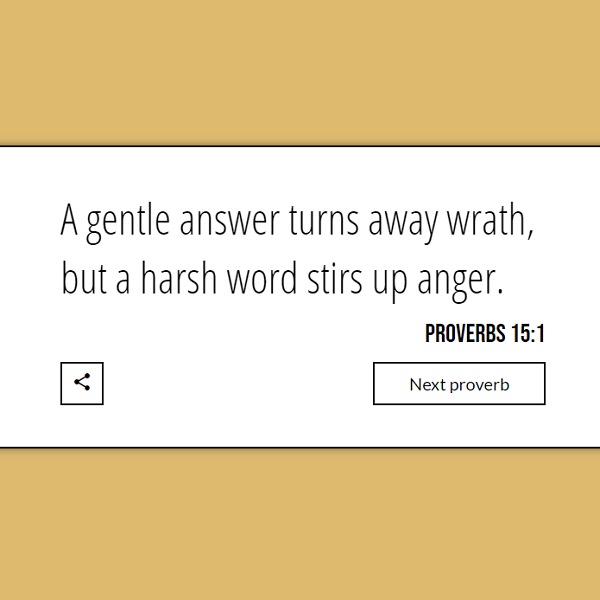 A gentle answer turns away wrath,
but a harsh word stirs up anger.
PROVERBS 15:1
Next proverb